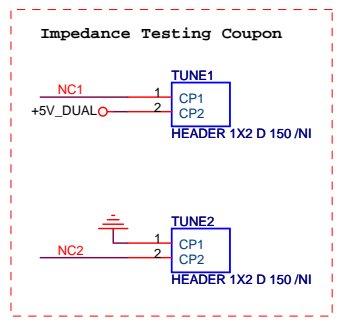 Impedance Testing Coupon
TUNE1
NC1 1 CP1
+5V_DUAL 2 CP2
HEADER 1X2 D 150 /NI
TUNE2
1 CP1
NC2 2 CP2
HEADER 1X2 D 150 /NI